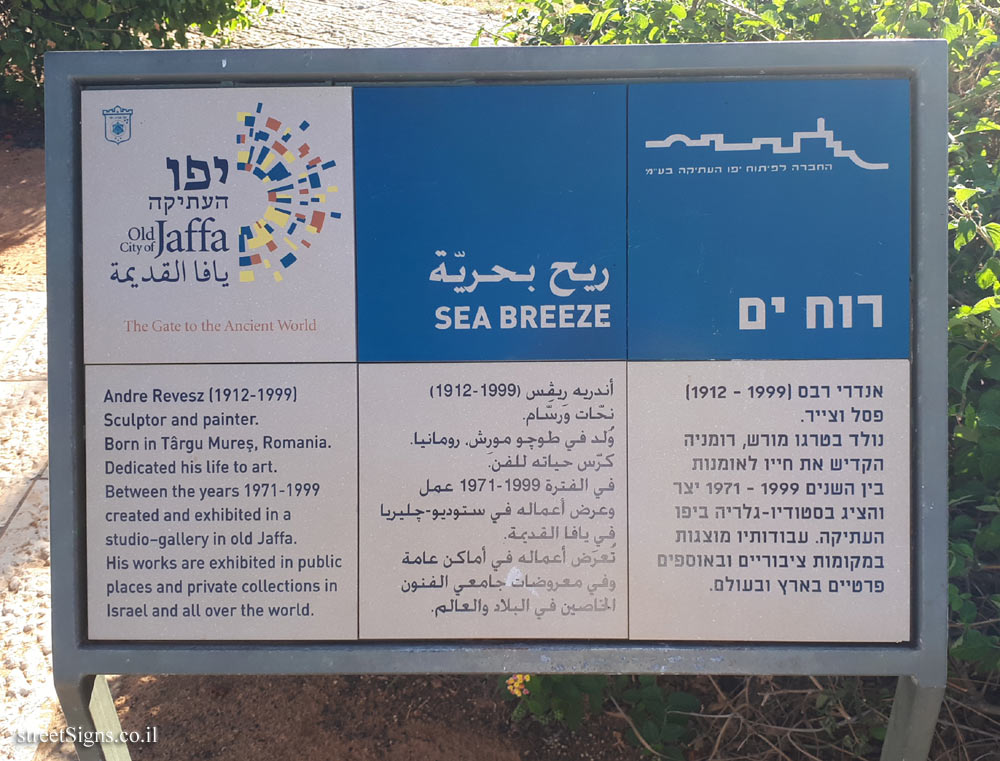 יפו
העתיקה
Old
City of Jaffa
يافا القديمة
The Gate to the Ancient World
ريح بحريّة
SEA BREEZE
החברה לפיתוח יפו העתיקה בע"מ
רוח ים
Andre Revesz (1912-1999)
Sculptor and painter.
Born in Târgu Mureș, Romania.
Dedicated his life to art.
Between the years 1971-1999
created and exhibited in a
studio-gallery in old Jaffa.
His works are exhibited in public
places and private collections in
Israel and all over the world.
أندريه ريڤس (1999-1912)
نحّات وَرسَّام.
وُلد في طوچو مورش، رومانيا.
كرّس حياته للفن.
في الفترة 1999-1971 عمل
وعرض أعماله في ستوديو-چليريا
في يافا القديمة.
تُعرَض أعماله في أماكن عامة
وفي معروضات جامعي الفنون
الخاصين في البلاد والعالم.
אנדרי רבס (1999 - 1912)
פסל וצייר.
נולד בטרגו מורש, רומניה
הקדיש את חייו לאומנות
בין השנים 1999 - 1971 יצר
והציג בסטודיו-גלריה ביפו
העתיקה. עבודותיו מוצגות
במקומות ציבוריים ובאוספים
פרטיים בארץ ובעולם.
streetSigns.co.il